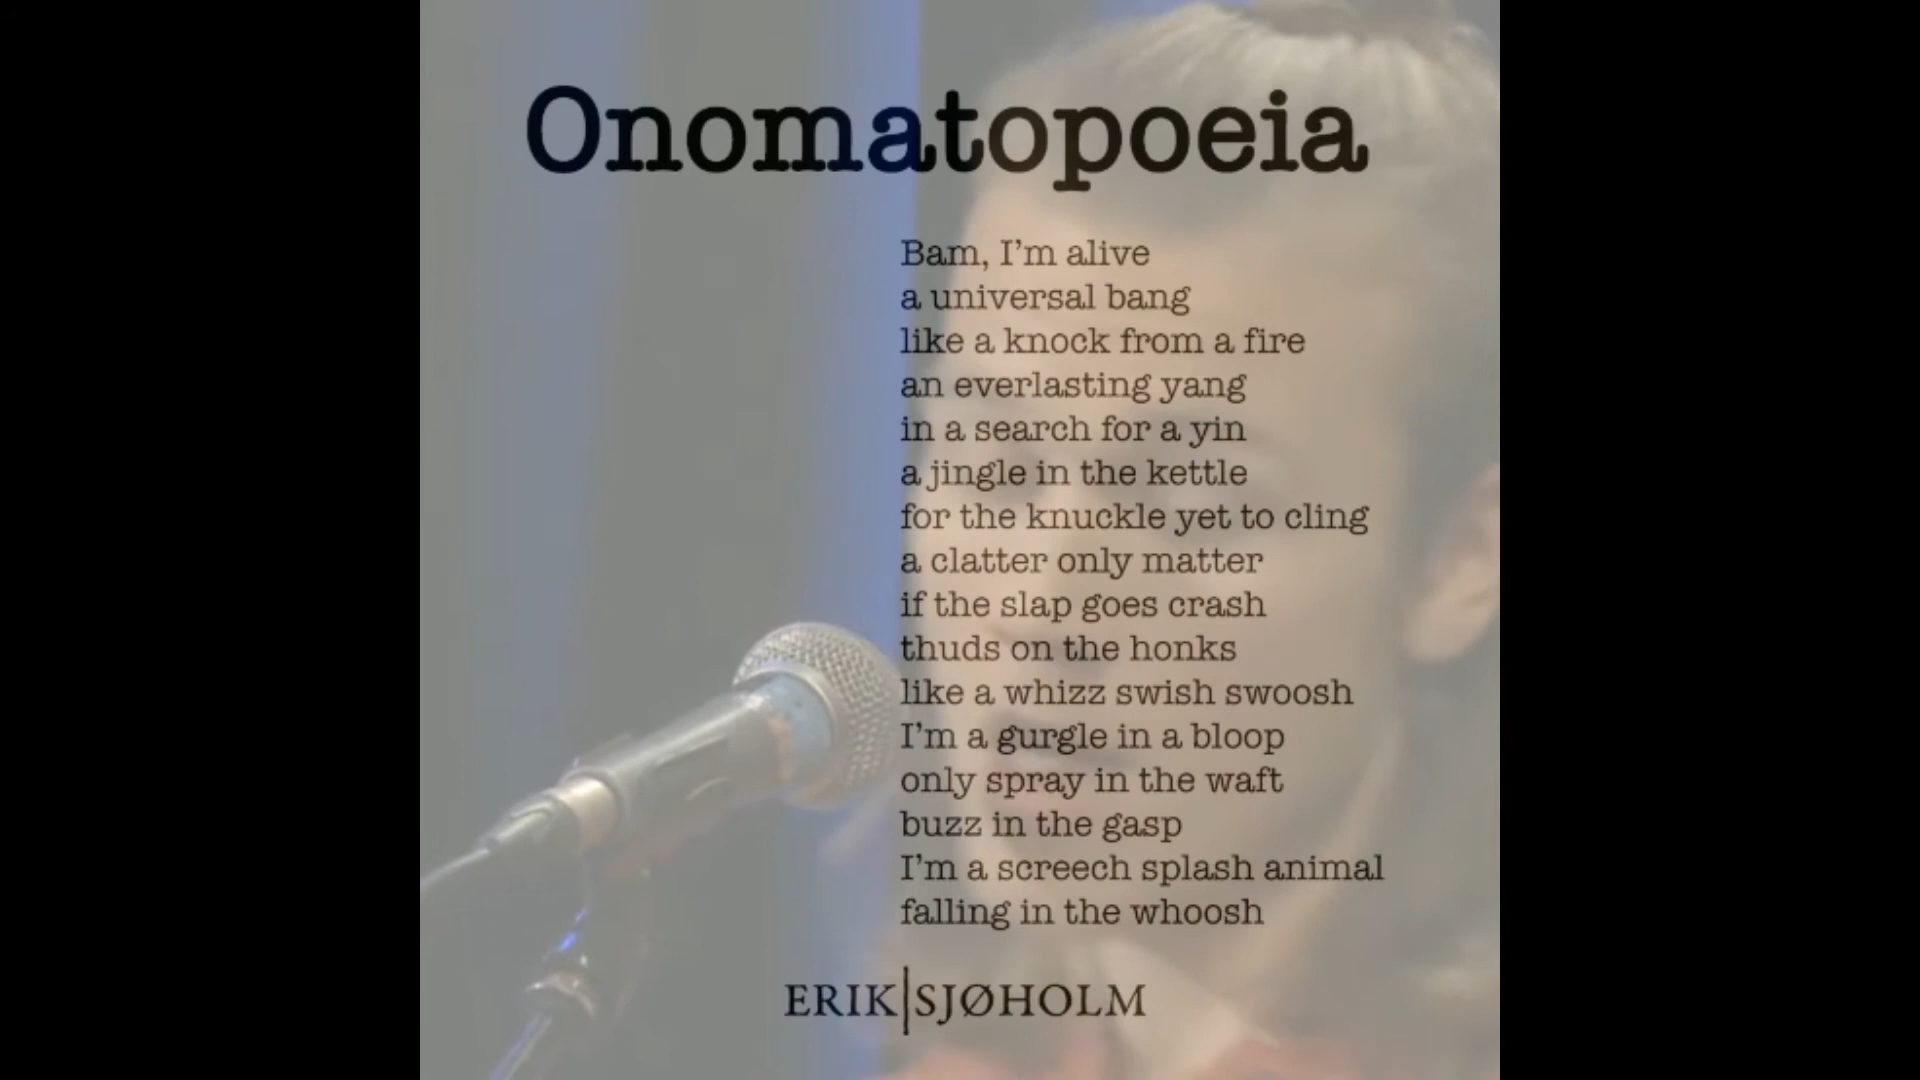 Onomatopoeia
Bam, I’m alive
a universal bang
like a knock from a fire
an everlasting yang
in a search for a yin
a jingle in the kettle
for the knuckle yet to cling
a clatter only matter
if the slap goes crash
thuds on the honks
like a whizz swish swoosh
I’m a gurgle in a bloop
only spray in the waft
buzz in the gasp
I’m a screech splash animal
falling in the whoosh
ERIK|SJØHOLM